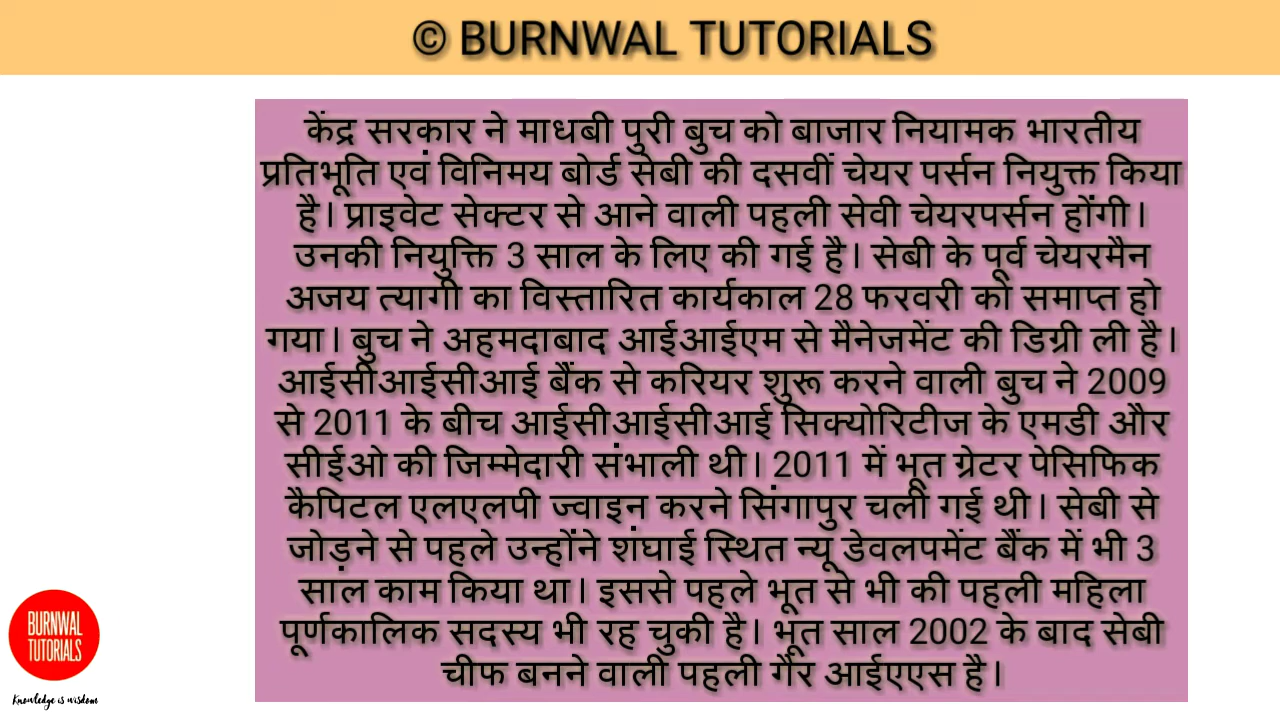 © BURNWAL TUTORIALS
केंद्र सरकार ने माधबी पुरी बुच को बाजार नियामक भारतीय
प्रतिभूति एवं विनिमय बोर्ड सेबी की दसवीं चेयर पर्सन नियुक्त किया
है। प्राइवेट सेक्टर से आने वाली पहली सेवी चेयरपर्सन होंगी।
उनकी नियुक्ति 3 साल के लिए की गई है। सेबी के पूर्व चेयरमैन
अजय त्यागी का विस्तारित कार्यकाल 28 फरवरी को समाप्त हो
गया। बुच ने अहमदाबाद आईआईएम से मैनेजमेंट की डिग्री ली है।
आईसीआईसीआई बैंक से करियर शुरू करने वाली बुच ने 2009
से 2011 के बीच आईसीआईसीआई सिक्योरिटीज के एमडी और
सीईओ की जिम्मेदारी संभाली थी। 2011 में भूत ग्रेटर पेसिफिक
कैपिटल एलएलपी ज्वाइन करने सिंगापुर चली गई थी। सेबी से
जोड़ने से पहले उन्होंने शंघाई स्थित न्यू डेवलपमेंट बैंक में भी 3
साल काम किया था। इससे पहले भूत से भी की पहली महिला
पूर्णकालिक सदस्य भी रह चुकी है। भूत साल 2002 के बाद सेबी
चीफ बनने वाली पहली गैर आईएएस है।
BURNWAL
TUTORIALS
Knowledge is wisdom